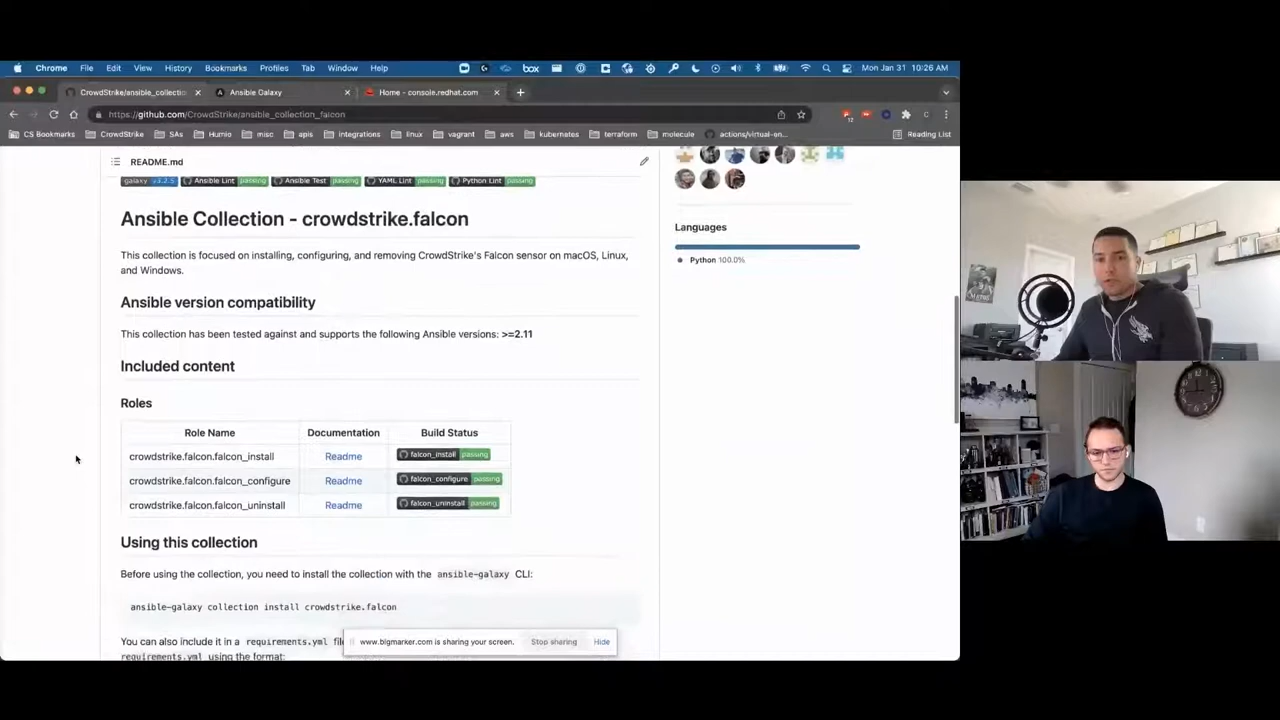 Chrome File Edit View History Bookmarks Profiles Tab Window Help box Mon Jan 31 10:26 AM
CrowdStrike/ansible_collectio × Ansible Galaxy × Home - console.redhat.com × +
https://github.com/CrowdStrike/ansible_collection_falcon
CS Bookmarks CrowdStrike SAs Humio misc apis integrations linux vagrant aws kubernetes terraform molecule actions/virtual-en... Reading List
README.md
galaxy v3.2.5 Ansible Lint passing Ansible Test passing YAML Lint passing Python Lint passing
Ansible Collection - crowdstrike.falcon
This collection is focused on installing, configuring, and removing CrowdStrike's Falcon sensor on macOS, Linux,
and Windows.
Ansible version compatibility
This collection has been tested against and supports the following Ansible versions: >=2.11
Included content
Roles
Role Name Documentation Build Status
crowdstrike.falcon.falcon_install Readme falcon_install passing
crowdstrike.falcon.falcon_configure Readme falcon_configure passing
crowdstrike.falcon.falcon_uninstall Readme falcon_uninstall passing
Using this collection
Before using the collection, you need to install the collection with the ansible-galaxy CLI:
ansible-galaxy collection install crowdstrike.falcon
You can also include it in a requirements.yml
requirements.yml using the format:
www.bigmarker.com is sharing your screen. Stop sharing Hide
Languages
Python 100.0%